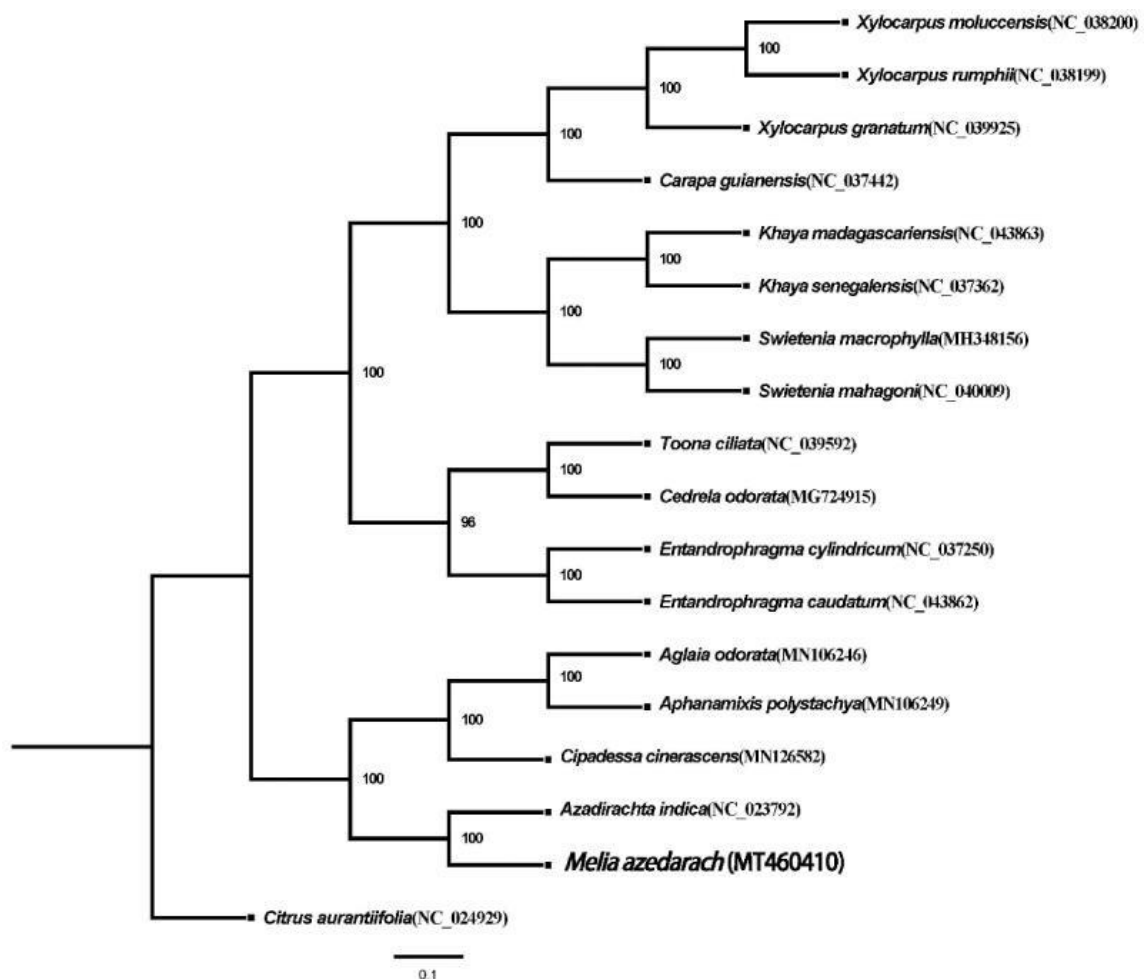 Xylocarpus moluccensis(NC_038200)
100
Xylocarpus rumphii(NC_038199)
100
Xylocarpus granatum(NC_039925)
100
Carapa guianensis(NC_037442)
100
Khaya madagascariensis(NC_043863)
100
Khaya senegalensis(NC_037362)
100
Swietenia macrophylla(MH348156)
100
Swietenia mahagoni(NC_040009)
100
Toona ciliata(NC_039592)
100
Cedrela odorata(MG724915)
96
Entandrophragma cylindricum(NC_037250)
100
Entandrophragma caudatum(NC_043862)
Aglaia odorata(MN106246)
100
Aphanamixis polystachya(MN106249)
100
Cipadessa cinerascens(MN126582)
100
Azadirachta indica(NC_023792)
100
Melia azedarach (MT460410)
Citrus aurantiifolia(NC_024929)
0.1